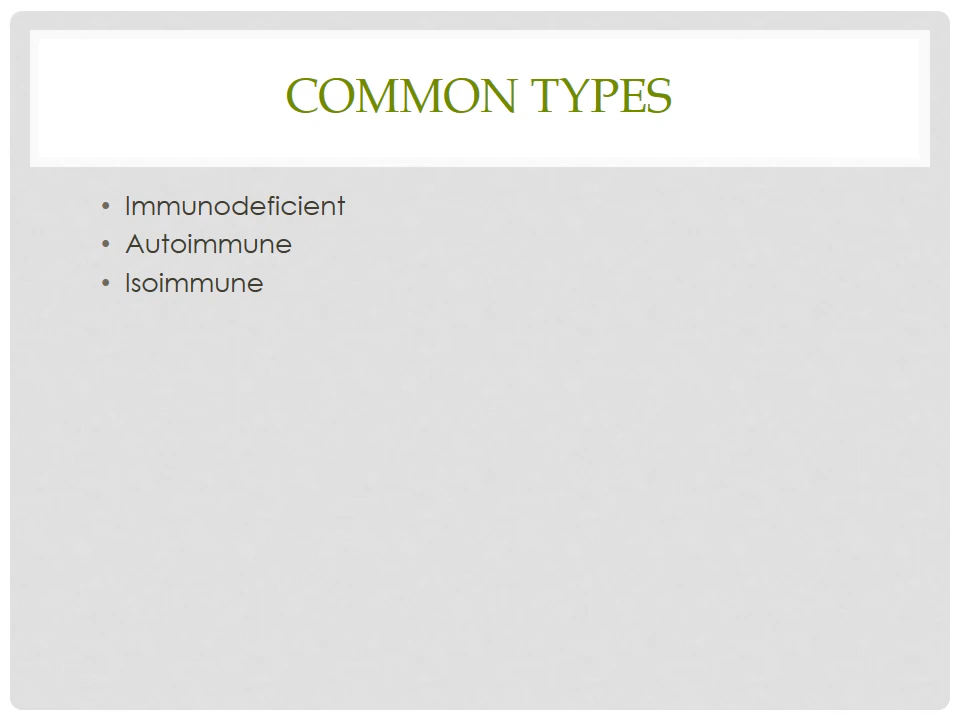 COMMON TYPES
• Immunodeficient
• Autoimmune
• Isoimmune